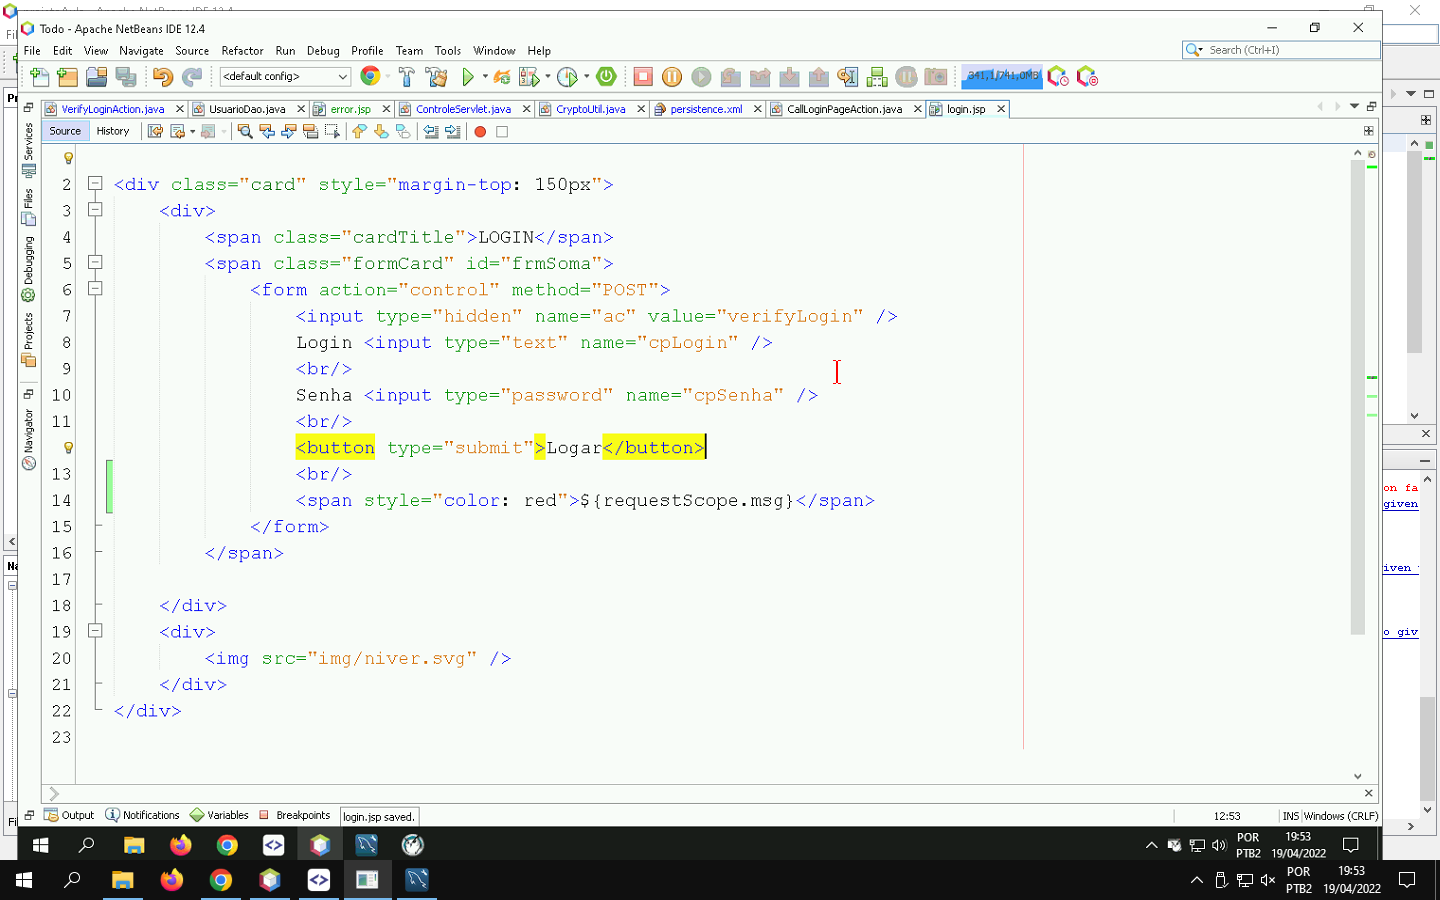 Todo - Apache NetBeans IDE 12.4
File Edit View Navigate Source Refactor Run Debug Profile Team Tools Window Help
Search (Ctrl+I)
<default config>
341,1/741,0MB
VerifyLoginAction.java UsuarioDao.java error.jsp ControleServlet.java CryptoUtil.java persistence.xml CallLoginPageAction.java login.jsp
Source History
Services
Files
Debugging
Projects
Navigator
2 <div class="card" style="margin-top: 150px">
3 <div>
4 <span class="cardTitle">LOGIN</span>
5 <span class="formCard" id="frmSoma">
6 <form action="control" method="POST">
7 <input type="hidden" name="ac" value="verifyLogin" />
8 Login <input type="text" name="cpLogin" />
9 <br/>
10 Senha <input type="password" name="cpSenha" />
11 <br/>
<button type="submit">Logar</button>
13 <br/>
14 <span style="color: red">${requestScope.msg}</span>
15 </form>
16 </span>
17
18 </div>
19 <div>
20 <img src="img/niver.svg" />
21 </div>
22 </div>
23
on fa
given
iven
o giv
Output Notifications Variables Breakpoints login.jsp saved.
12:53 INS Windows (CRLF)
POR
PTB2
19:53
19/04/2022
POR
PTB2
19:53
19/04/2022